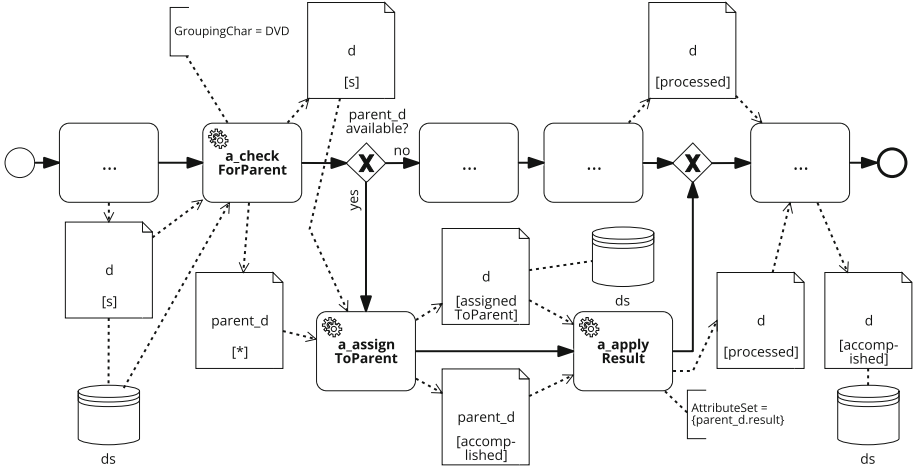 GroupingChar = DVD
d
[s]
d
[processed]
parent_d
available?
no
yes
...
a_check
ForParent
...
...
...
d
[s]
parent_d
[*]
d
[assigned
ToParent]
ds
a_assign
ToParent
a_apply
Result
d
[processed]
d
[accomp-
lished]
parent_d
[accomp-
lished]
AttributeSet =
{parent_d.result}
ds
ds